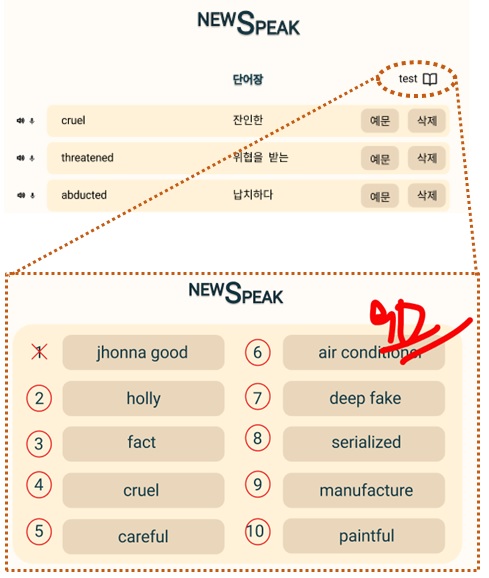 NEWSPEAK
단어장
test
cruel 잔인한 예문 삭제
threatened 위협을 받는 예문 삭제
abducted 납치하다 예문 삭제
NEWSPEAK
1 jhonna good 6 air conditioner
2 holly 7 deep fake
3 fact 8 serialized
4 cruel 9 manufacture
5 careful 10 paintful
90